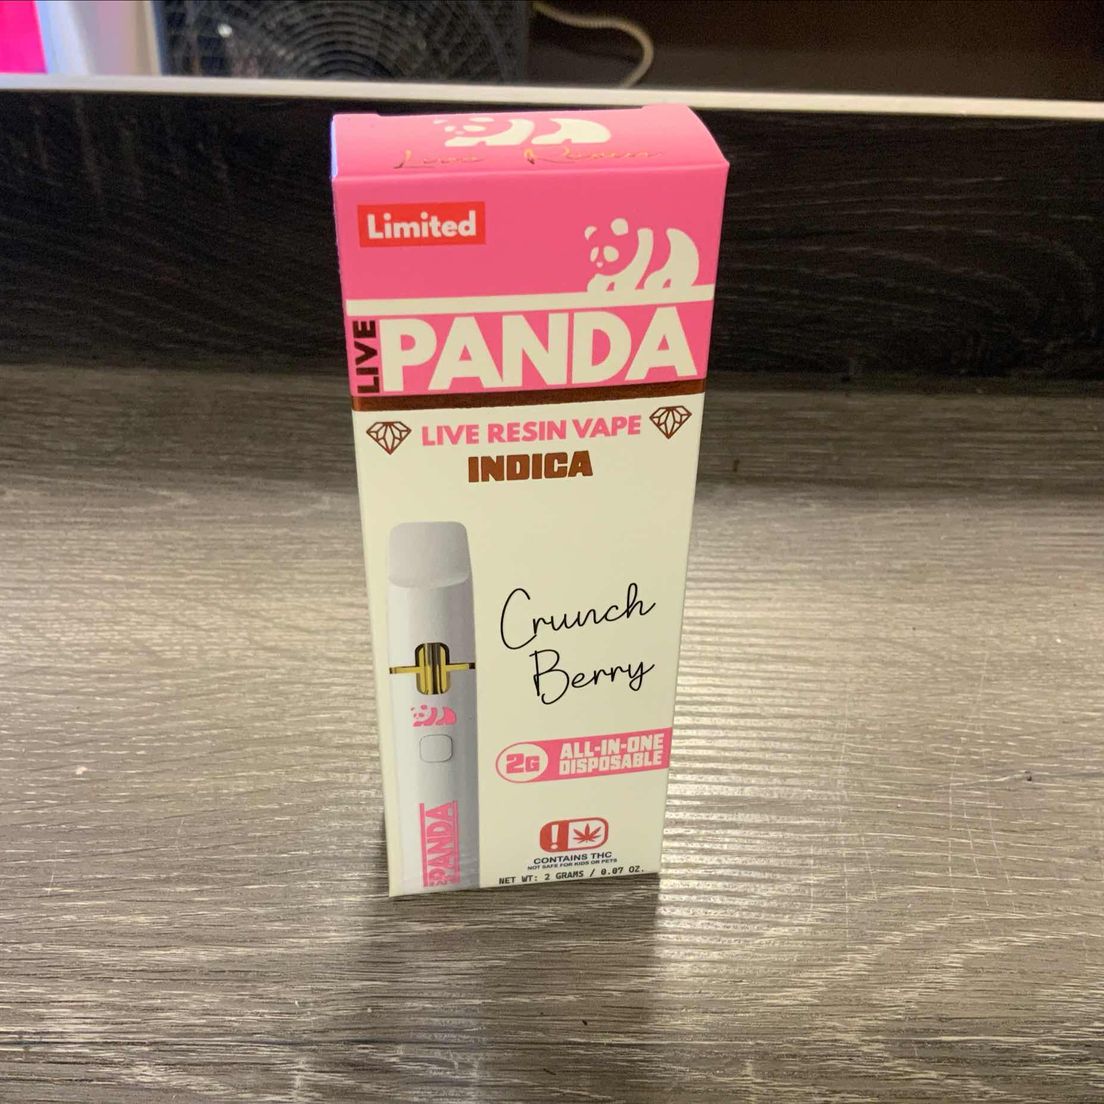 Live Resin
Limited
LIVE
PANDA
LIVE RESIN VAPE
INDICA
Crunch
Berry
2G
ALL-IN-ONE
DISPOSABLE
PANDA
!
CONTAINS THC
NOT SAFE FOR KIDS OR PETS
NET WT: 2 GRAMS / 0.07 OZ.